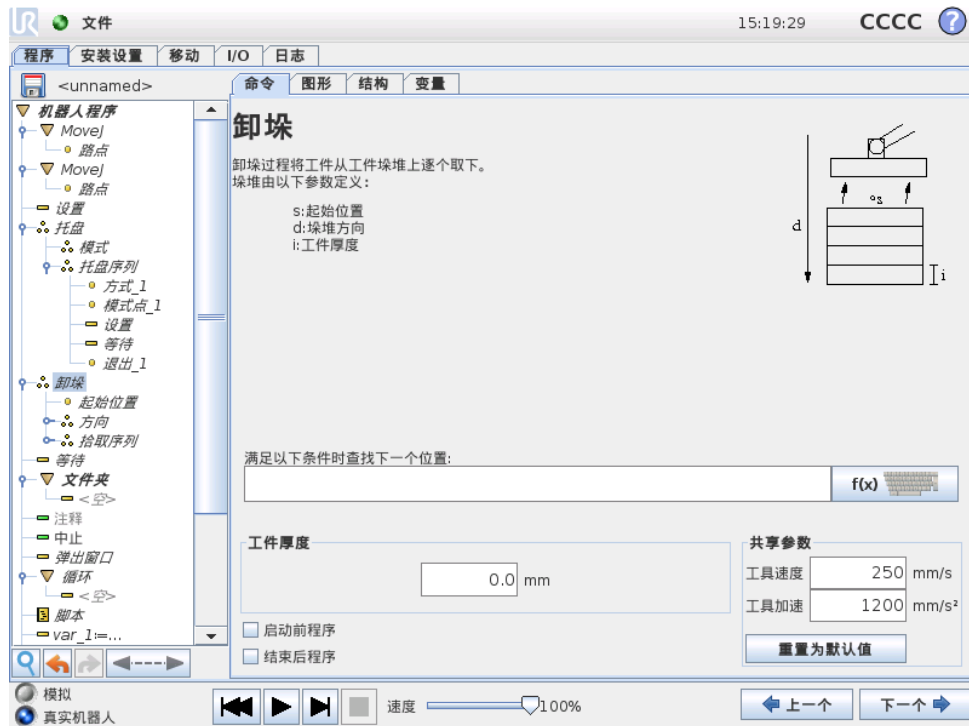 UR 文件 15:19:29 CCCC ?
程序 安装设置 移动 I/O 日志
<unnamed>
机器人程序
MoveJ
路点
MoveJ
路点
设置
托盘
模式
托盘序列
方式_1
模式点_1
设置
等待
退出_1
卸垛
起始位置
方向
拾取序列
等待
文件夹
<空>
注释
中止
弹出窗口
循环
<空>
脚本
var_1:=...
命令 图形 结构 变量
卸垛
卸垛过程将工件从工件垛堆上逐个取下。
垛堆由以下参数定义:
s:起始位置
d:垛堆方向
i:工件厚度
s
d
i
满足以下条件时查找下一个位置:
f(x)
工件厚度
0.0 mm
启动前程序
结束后程序
共享参数
工具速度 250 mm/s
工具加速 1200 mm/s²
重置为默认值
模拟
真实机器人
速度 100%
上一个 下一个